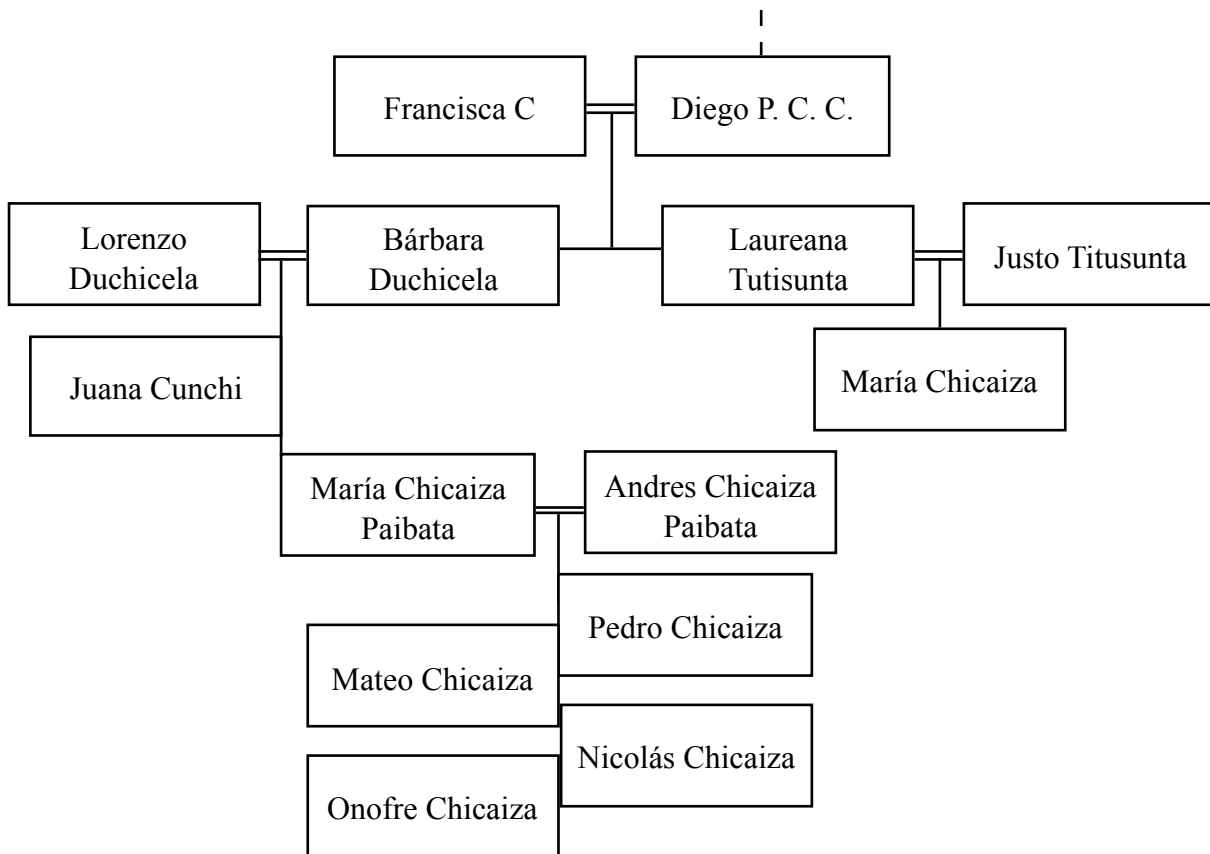 Francisca C
Diego P. C. C.
Lorenzo
Duchicela
Bárbara
Duchicela
Laureana
Tutisunta
Justo Titusunta
Juana Cunchi
María Chicaiza
María Chicaiza
Paibata
Andres Chicaiza
Paibata
Pedro Chicaiza
Mateo Chicaiza
Nicolás Chicaiza
Onofre Chicaiza